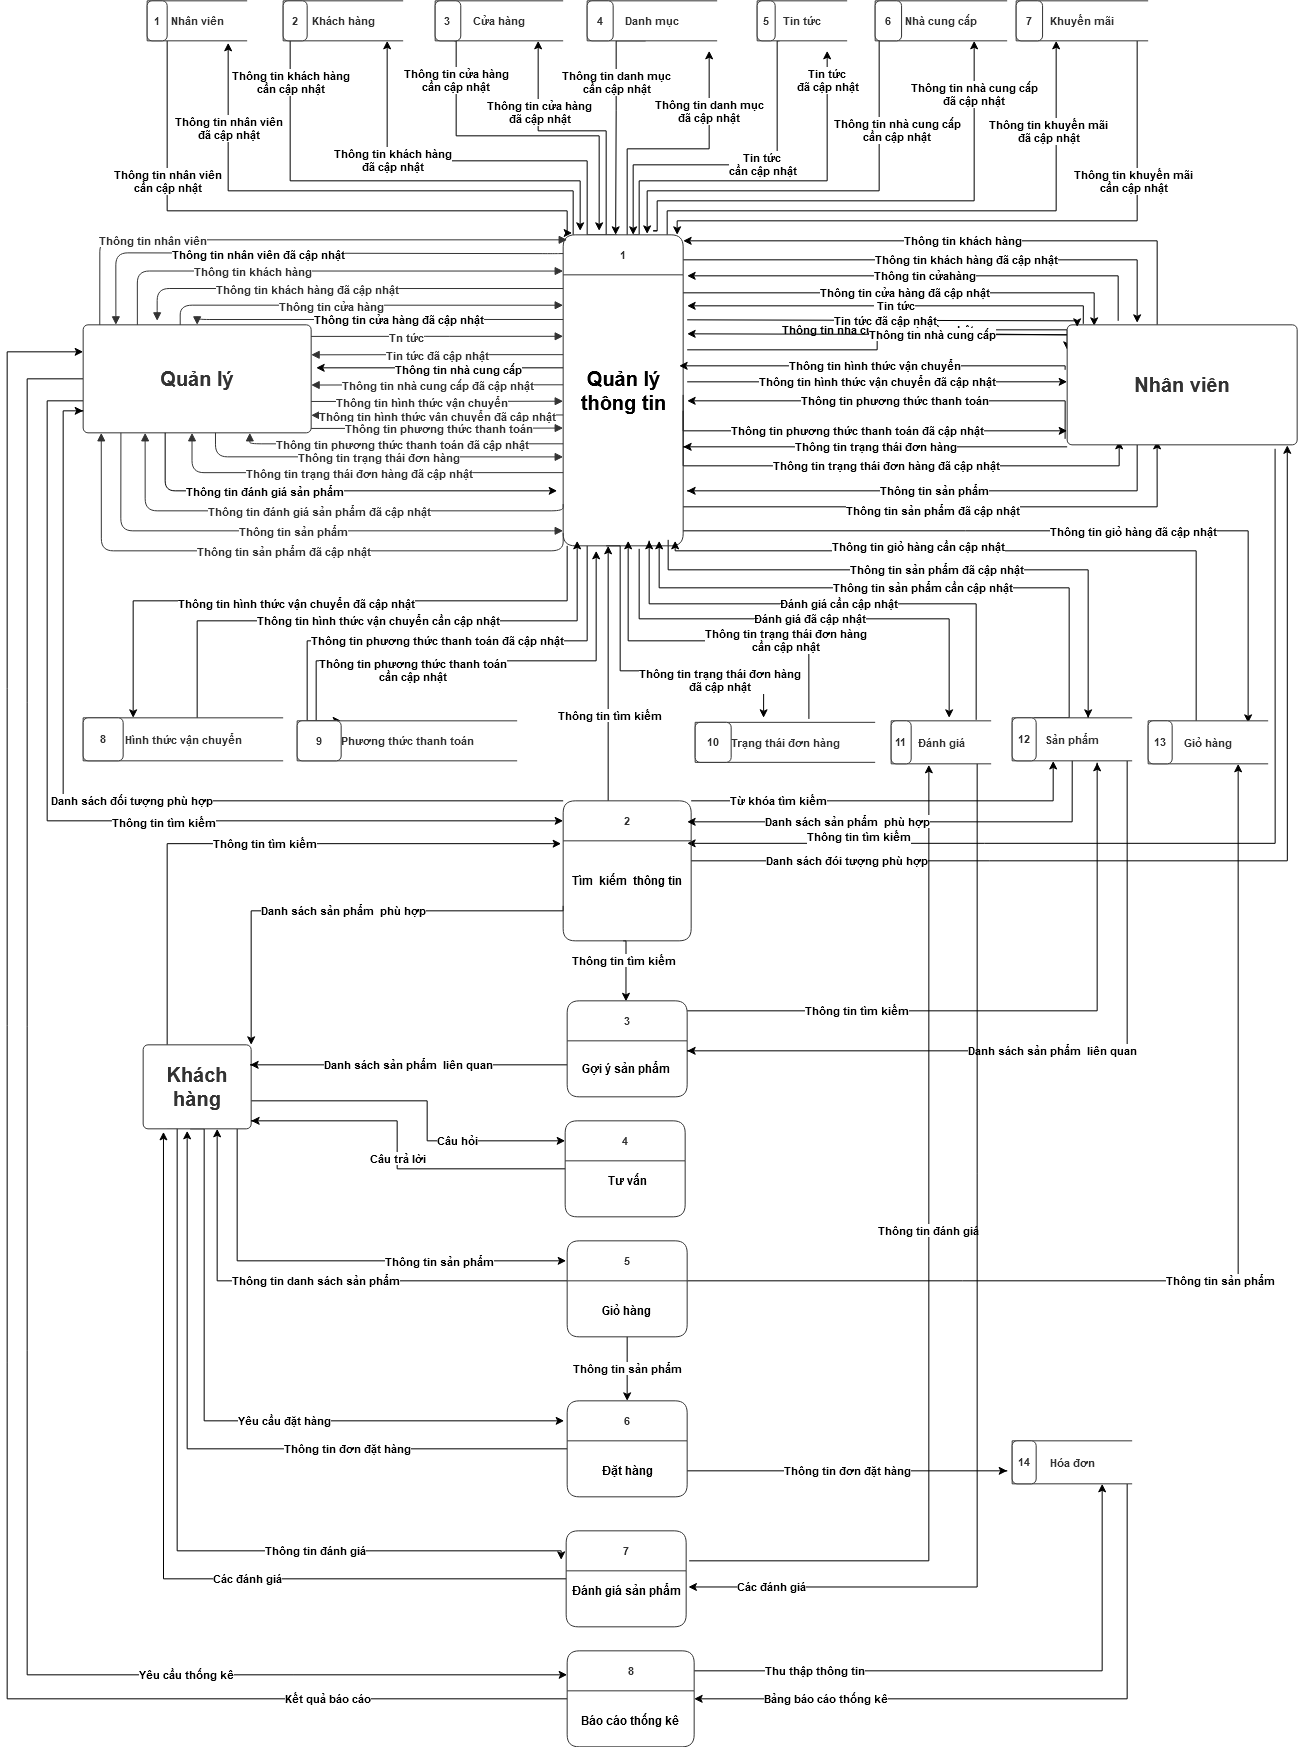 1 Nhân viên
2 Khách hàng
3 Cửa hàng
4 Danh mục
5 Tin tức
6 Nhà cung cấp
7 Khuyến mãi
Thông tin khách hàng
cần cập nhật
Thông tin cửa hàng
cần cập nhật
Thông tin danh mục
cần cập nhật
Tin tức
đã cập nhật
Thông tin nhà cung cấp
đã cập nhật
Thông tin cửa hàng
đã cập nhật
Thông tin danh mục
đã cập nhật
Thông tin nhân viên
đã cập nhật
Thông tin nhà cung cấp
cần cập nhật
Thông tin khuyến mãi
đã cập nhật
Thông tin khách hàng
đã cập nhật
Tin tức
cần cập nhật
Thông tin nhân viên
cần cập nhật
Thông tin khuyến mãi
cần cập nhật
Thông tin nhân viên
Thông tin nhân viên đã cập nhật
Thông tin khách hàng
Thông tin khách hàng đã cập nhật
Thông tin cửa hàng
Thông tin cửa hàng đã cập nhật
Tn tức
Tin tức đã cập nhật
Thông tin nhà cung cấp
Thông tin nhà cung cấp đã cập nhật
Thông tin hình thức vận chuyển
Thông tin hình thức vận chuyển đã cập nhật
Thông tin phương thức thanh toán
Thông tin phương thức thanh toán đã cập nhật
Thông tin trạng thái đơn hàng
Thông tin trạng thái đơn hàng đã cập nhật
Thông tin đánh giá sản phẩm
Thông tin đánh giá sản phẩm đã cập nhật
Thông tin sản phẩm
Thông tin sản phẩm đã cập nhật
Quản lý
1
Quản lý
thông tin
Thông tin khách hàng
Thông tin khách hàng đã cập nhật
Thông tin cửahàng
Thông tin cửa hàng đã cập nhật
Tin tức
Tin tức đã cập nhật
Thông tin nhà
Thông tin nhà cung cấp
Thông tin hình thức vận chuyển
Thông tin hình thức vận chuyển đã cập nhật
Thông tin phương thức thanh toán
Thông tin phương thức thanh toán đã cập nhật
Thông tin trạng thái đơn hàng
Thông tin trạng thái đơn hàng đã cập nhật
Thông tin sản phẩm
Thông tin sản phẩm đã cập nhật
Nhân viên
Thông tin giỏ hàng đã cập nhật
Thông tin giỏ hàng cần cập nhật
Thông tin sản phẩm đã cập nhật
Thông tin sản phẩm cần cập nhật
Thông tin hình thức vận chuyển đã cập nhật
Đánh giá cần cập nhật
Thông tin hình thức vận chuyển cần cập nhật
Đánh giá đã cập nhật
Thông tin phương thức thanh toán đã cập nhật
Thông tin trạng thái đơn hàng
cần cập nhật
Thông tin phương thức thanh toán
cần cập nhật
Thông tin trạng thái đơn hàng
đã cập nhật
Thông tin tìm kiếm
8 Hình thức vận chuyển
9 Phương thức thanh toán
10 Trạng thái đơn hàng
11 Đánh giá
12 Sản phẩm
13 Giỏ hàng
Danh sách đối tượng phù hợp
Từ khóa tìm kiếm
Thông tin tìm kiếm
2
Danh sách sản phẩm phù hợp
Thông tin tìm kiếm
Thông tin tìm kiếm
Danh sách đói tượng phù hợp
Tìm kiếm thông tin
Danh sách sản phẩm phù hợp
Thông tin tìm kiếm
3
Thông tin tìm kiếm
Gợi ý sản phẩm
Danh sách sản phẩm liên quan
Danh sách sản phẩm liên quan
Khách
hàng
Câu hỏi
4
Câu trả lời
Tư vấn
Thông tin đánh giá
Thông tin sản phẩm
5
Thông tin danh sách sản phẩm
Thông tin sản phẩm
Giỏ hàng
Thông tin sản phẩm
Yêu cầu đặt hàng
6
Thông tin đơn đặt hàng
Đặt hàng
Thông tin đơn đặt hàng
14 Hóa đơn
Thông tin đánh giá
7
Các đánh giá
Đánh giá sản phẩm
Các đánh giá
Yêu cầu thống kê
8
Thu thập thông tin
Kết quả báo cáo
Bảng báo cáo thống kê
Báo cáo thống kê